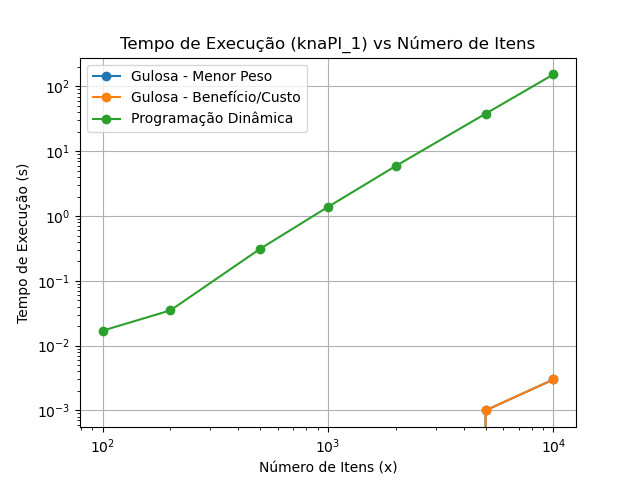 Tempo de Execução (knaPI_1) vs Número de Itens
Gulosa - Menor Peso
Gulosa - Benefício/Custo
Programação Dinâmica
Tempo de Execução (s)
10²
10¹
10⁰
10⁻¹
10⁻²
10⁻³
10² 10³ 10⁴
Número de Itens (x)